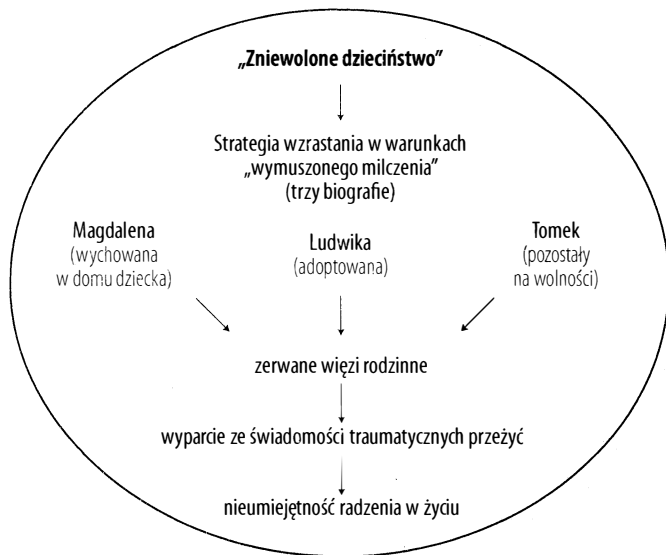 „Zniewolone dzieciństwo”
Strategia wzrastania w warunkach
„wymuszonego milczenia”
(trzy biografie)
Magdalena
(wychowana
w domu dziecka)
Ludwika
(adoptowana)
Tomek
(pozostały
na wolności)
zerwane więzi rodzinne
wyparcie ze świadomości traumatycznych przeżyć
nieumiejętność radzenia w życiu